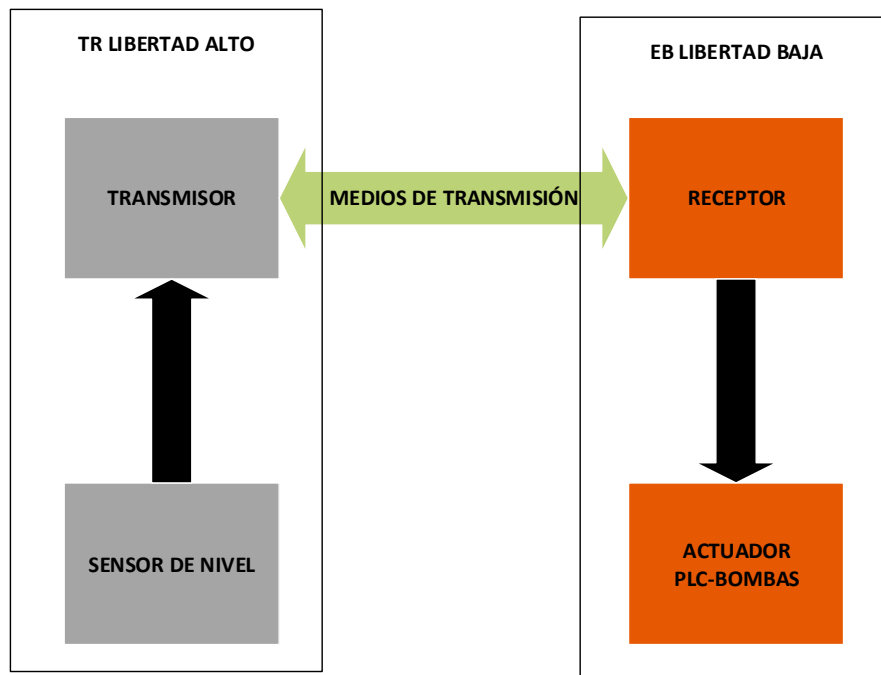 TR LIBERTAD ALTO
EB LIBERTAD BAJA
TRANSMISOR
MEDIOS DE TRANSMISIÓN
RECEPTOR
SENSOR DE NIVEL
ACTUADOR
PLC-BOMBAS